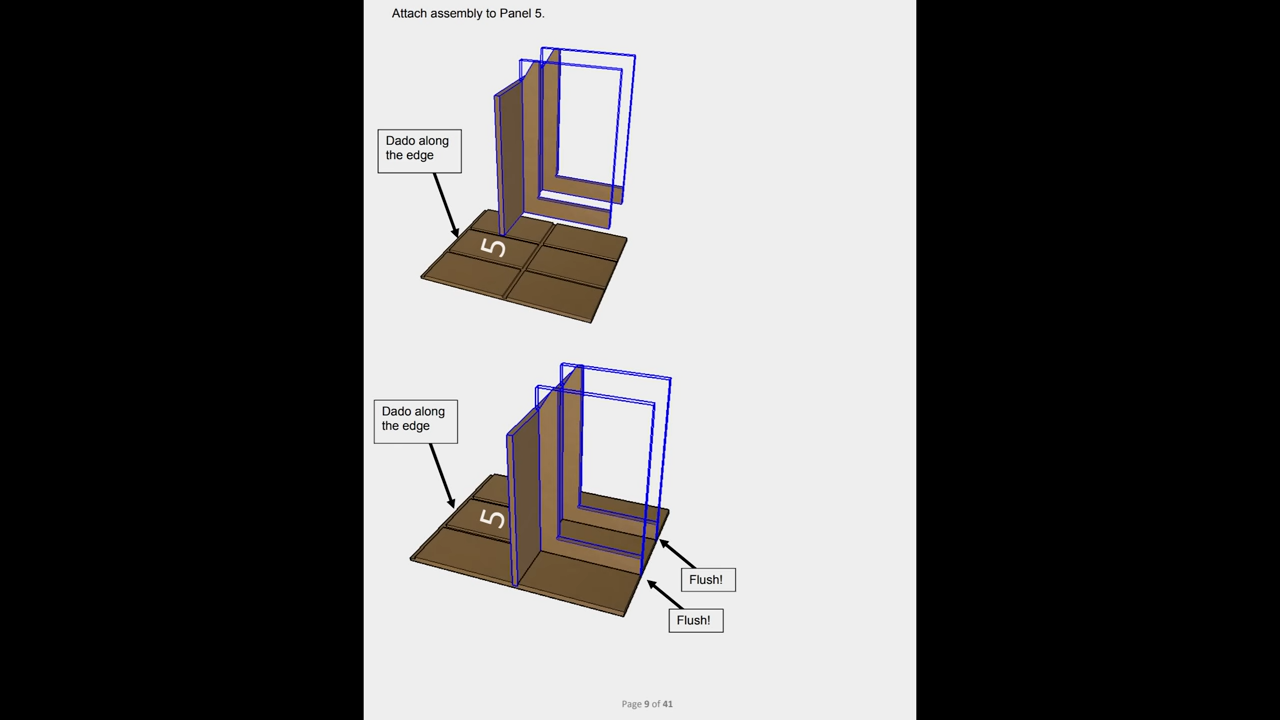 Attach assembly to Panel 5.
Dado along
the edge
5
Dado along
the edge
5
Flush!
Flush!
Page 9 of 41